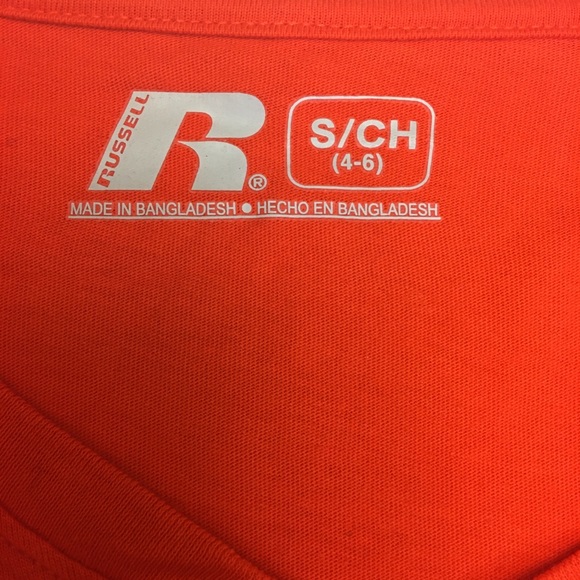 RUSSELL
R®
S/CH
(4-6)
MADE IN BANGLADESH ● HECHO EN BANGLADESH